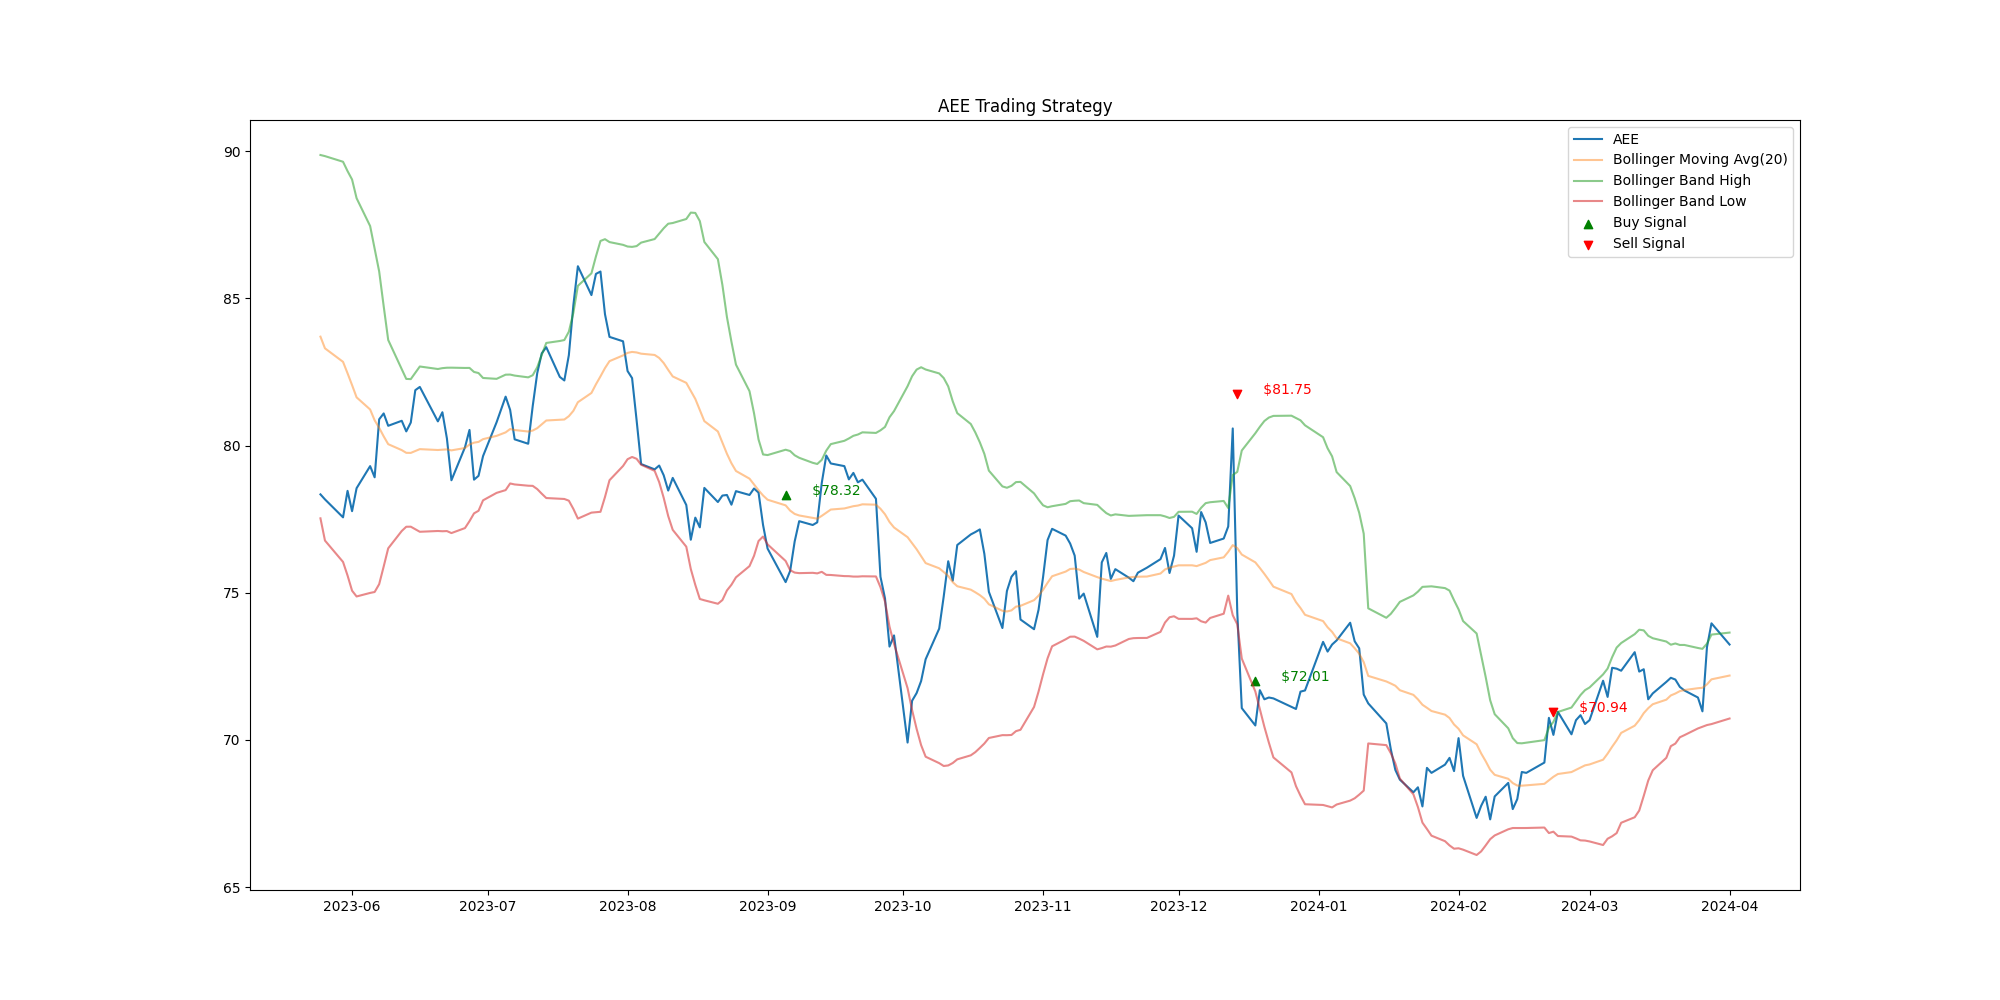 AEE Trading Strategy
AEE
Bollinger Moving Avg(20)
Bollinger Band High
Bollinger Band Low
Buy Signal
Sell Signal
90
85
80
75
70
65
$81.75
$78.32
$72.01
$70.94
2023-06 2023-07 2023-08 2023-09 2023-10 2023-11 2023-12 2024-01 2024-02 2024-03 2024-04